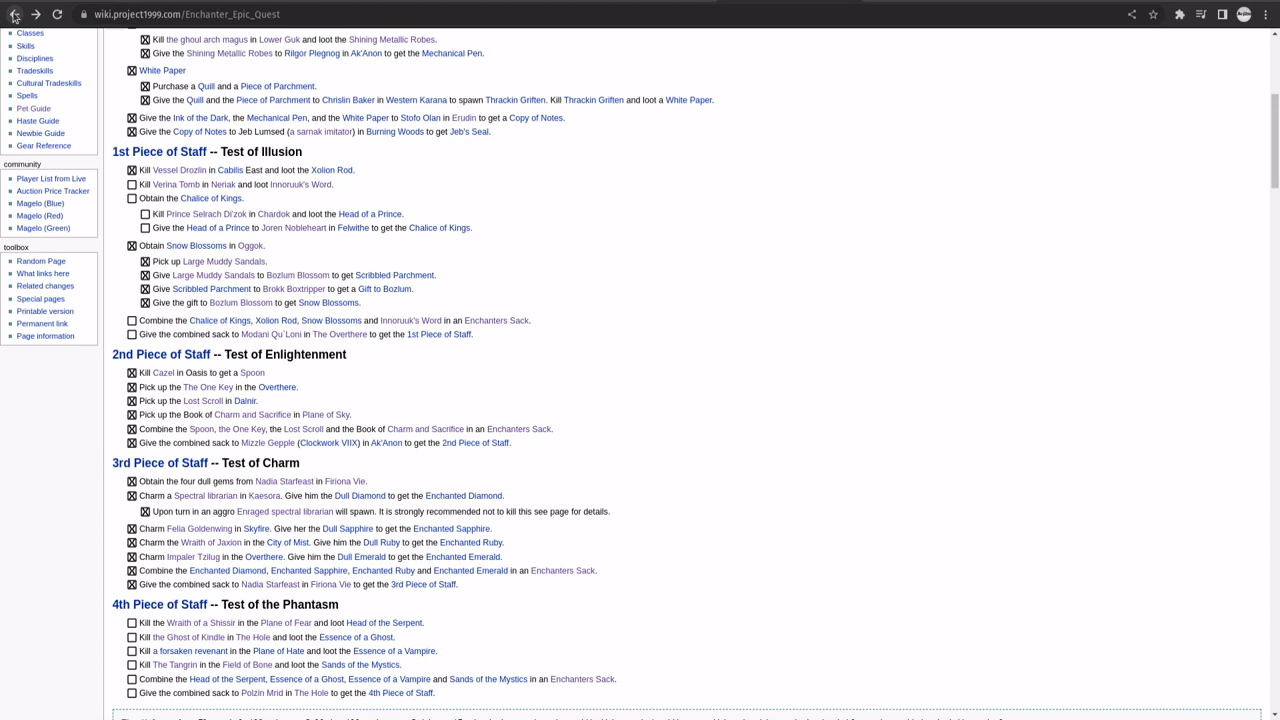 wiki.project1999.com/Enchanter_Epic_Quest
Classes
Skills
Disciplines
Tradeskills
Cultural Tradeskills
Spells
Pet Guide
Haste Guide
Newbie Guide
Gear Reference
community
Player List from Live
Auction Price Tracker
Magelo (Blue)
Magelo (Red)
Magelo (Green)
toolbox
Random Page
What links here
Related changes
Special pages
Printable version
Permanent link
Page information
Kill the ghoul arch magus in Lower Guk and loot the Shining Metallic Robes.
Give the Shining Metallic Robes to Rilgor Plegnog in Ak'Anon to get the Mechanical Pen.
White Paper
Purchase a Quill and a Piece of Parchment.
Give the Quill and the Piece of Parchment to Chrislin Baker in Western Karana to spawn Thrackin Griften. Kill Thrackin Griften and loot a White Paper.
Give the Ink of the Dark, the Mechanical Pen, and the White Paper to Stofo Olan in Erudin to get a Copy of Notes.
Give the Copy of Notes to Jeb Lumsed (a sarnak imitator) in Burning Woods to get Jeb's Seal.
1st Piece of Staff -- Test of Illusion
Kill Vessel Drozlin in Cabilis East and loot the Xolion Rod.
Kill Verina Tomb in Neriak and loot Innoruuk's Word.
Obtain the Chalice of Kings.
Kill Prince Selrach Di'zok in Chardok and loot the Head of a Prince.
Give the Head of a Prince to Joren Nobleheart in Felwithe to get the Chalice of Kings.
Obtain Snow Blossoms in Oggok.
Pick up Large Muddy Sandals.
Give Large Muddy Sandals to Bozlum Blossom to get Scribbled Parchment.
Give Scribbled Parchment to Brokk Boxtripper to get a Gift to Bozlum.
Give the gift to Bozlum Blossom to get Snow Blossoms.
Combine the Chalice of Kings, Xolion Rod, Snow Blossoms and Innoruuk's Word in an Enchanters Sack.
Give the combined sack to Modani Qu`Loni in The Overthere to get the 1st Piece of Staff.
2nd Piece of Staff -- Test of Enlightenment
Kill Cazel in Oasis to get a Spoon
Pick up the The One Key in the Overthere.
Pick up the Lost Scroll in Dalnir.
Pick up the Book of Charm and Sacrifice in Plane of Sky.
Combine the Spoon, the One Key, the Lost Scroll and the Book of Charm and Sacrifice in an Enchanters Sack.
Give the combined sack to Mizzle Gepple (Clockwork VIIX) in Ak'Anon to get the 2nd Piece of Staff.
3rd Piece of Staff -- Test of Charm
Obtain the four dull gems from Nadia Starfeast in Firiona Vie.
Charm a Spectral librarian in Kaesora. Give him the Dull Diamond to get the Enchanted Diamond.
Upon turn in an aggro Enraged spectral librarian will spawn. It is strongly recommended not to kill this see page for details.
Charm Felia Goldenwing in Skyfire. Give her the Dull Sapphire to get the Enchanted Sapphire.
Charm the Wraith of Jaxion in the City of Mist. Give him the Dull Ruby to get the Enchanted Ruby.
Charm Impaler Tzilug in the Overthere. Give him the Dull Emerald to get the Enchanted Emerald.
Combine the Enchanted Diamond, Enchanted Sapphire, Enchanted Ruby and Enchanted Emerald in an Enchanters Sack.
Give the combined sack to Nadia Starfeast in Firiona Vie to get the 3rd Piece of Staff.
4th Piece of Staff -- Test of the Phantasm
Kill the Wraith of a Shissir in the Plane of Fear and loot Head of the Serpent.
Kill the Ghost of Kindle in The Hole and loot the Essence of a Ghost.
Kill a forsaken revenant in the Plane of Hate and loot the Essence of a Vampire.
Kill The Tangrin in the Field of Bone and loot the Sands of the Mystics.
Combine the Head of the Serpent, Essence of a Ghost, Essence of a Vampire and Sands of the Mystics in an Enchanters Sack.
Give the combined sack to Polzin Mrid in The Hole to get the 4th Piece of Staff.